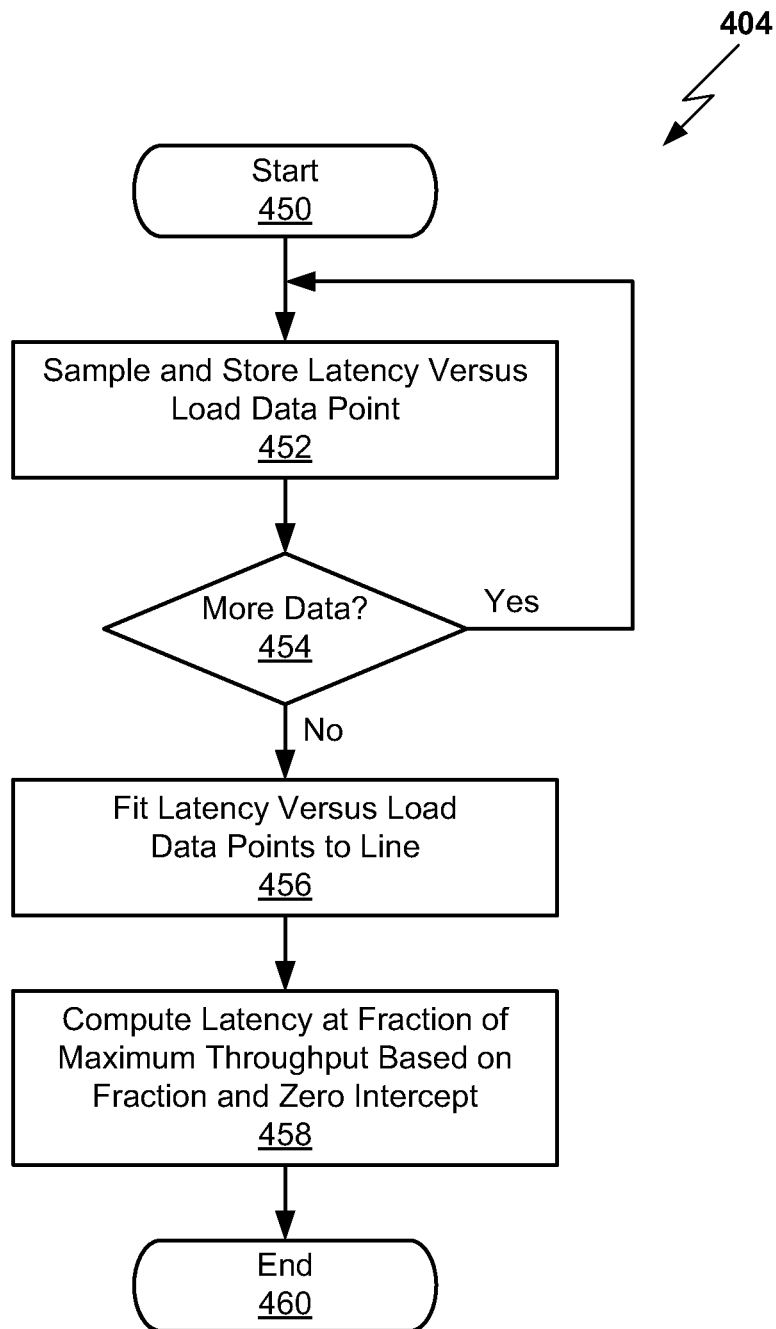 404
Start
450
Sample and Store Latency Versus
Load Data Point
452
More Data?
454
Yes
No
Fit Latency Versus Load
Data Points to Line
456
Compute Latency at Fraction of
Maximum Throughput Based on
Fraction and Zero Intercept
458
End
460